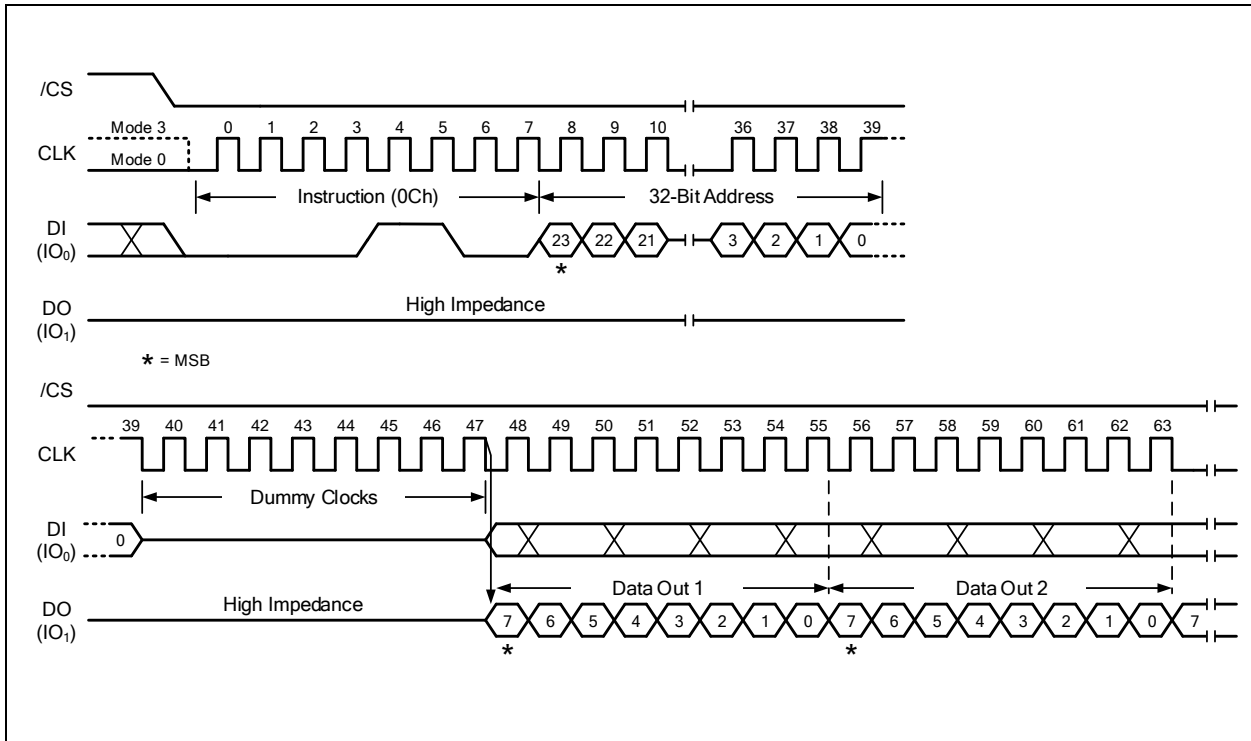 /CS
Mode 3 0 1 2 3 4 5 6 7 8 9 10 36 37 38 39
CLK
Mode 0
Instruction (0Ch) 32-Bit Address
DI
(IO0)
23 22 21 3 2 1 0
*
High Impedance
DO
(IO1)
* = MSB
/CS
39 40 41 42 43 44 45 46 47 48 49 50 51 52 53 54 55 56 57 58 59 60 61 62 63
CLK
Dummy Clocks
DI
(IO0)
0
Data Out 1 Data Out 2
High Impedance
DO
(IO1)
7 6 5 4 3 2 1 0 7 6 5 4 3 2 1 0 7
* *